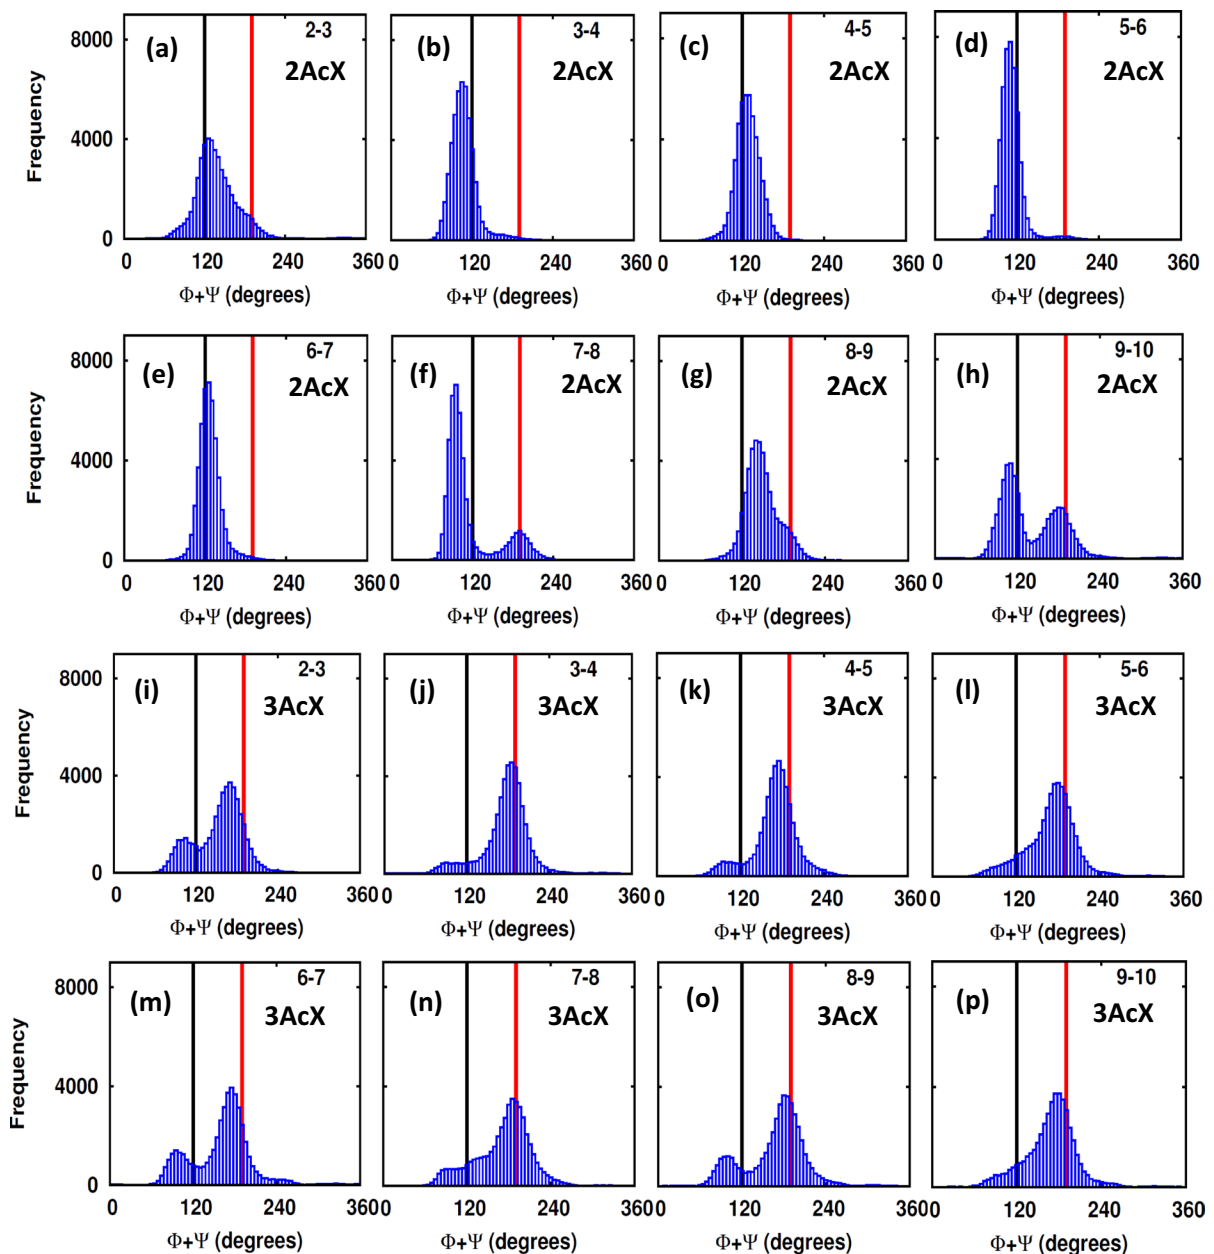 8000 (a) 2-3 (b) 3-4 (c) 4-5 (d) 5-6
2AcX 2AcX 2AcX 2AcX
Frequency
4000
0
0 120 240 360 0 120 240 360 0 120 240 360 0 120 240 360
Φ+Ψ (degrees) Φ+Ψ (degrees) Φ+Ψ (degrees) Φ+Ψ (degrees)
8000 (e) 6-7 (f) 7-8 (g) 8-9 (h) 9-10
2AcX 2AcX 2AcX 2AcX
Frequency
4000
0
0 120 240 360 0 120 240 360 0 120 240 360 0 120 240 360
Φ+Ψ (degrees) Φ+Ψ (degrees) Φ+Ψ (degrees) Φ+Ψ (degrees)
8000 (i) 2-3 (j) 3-4 (k) 4-5 (l) 5-6
3AcX 3AcX 3AcX 3AcX
Frequency
4000
0
0 120 240 360 0 120 240 360 0 120 240 360 0 120 240 360
Φ+Ψ (degrees) Φ+Ψ (degrees) Φ+Ψ (degrees) Φ+Ψ (degrees)
8000 (m) 6-7 (n) 7-8 (o) 8-9 (p) 9-10
3AcX 3AcX 3AcX 3AcX
Frequency
4000
0
0 120 240 360 0 120 240 360 0 120 240 360 0 120 240 360
Φ+Ψ (degrees) Φ+Ψ (degrees) Φ+Ψ (degrees) Φ+Ψ (degrees)